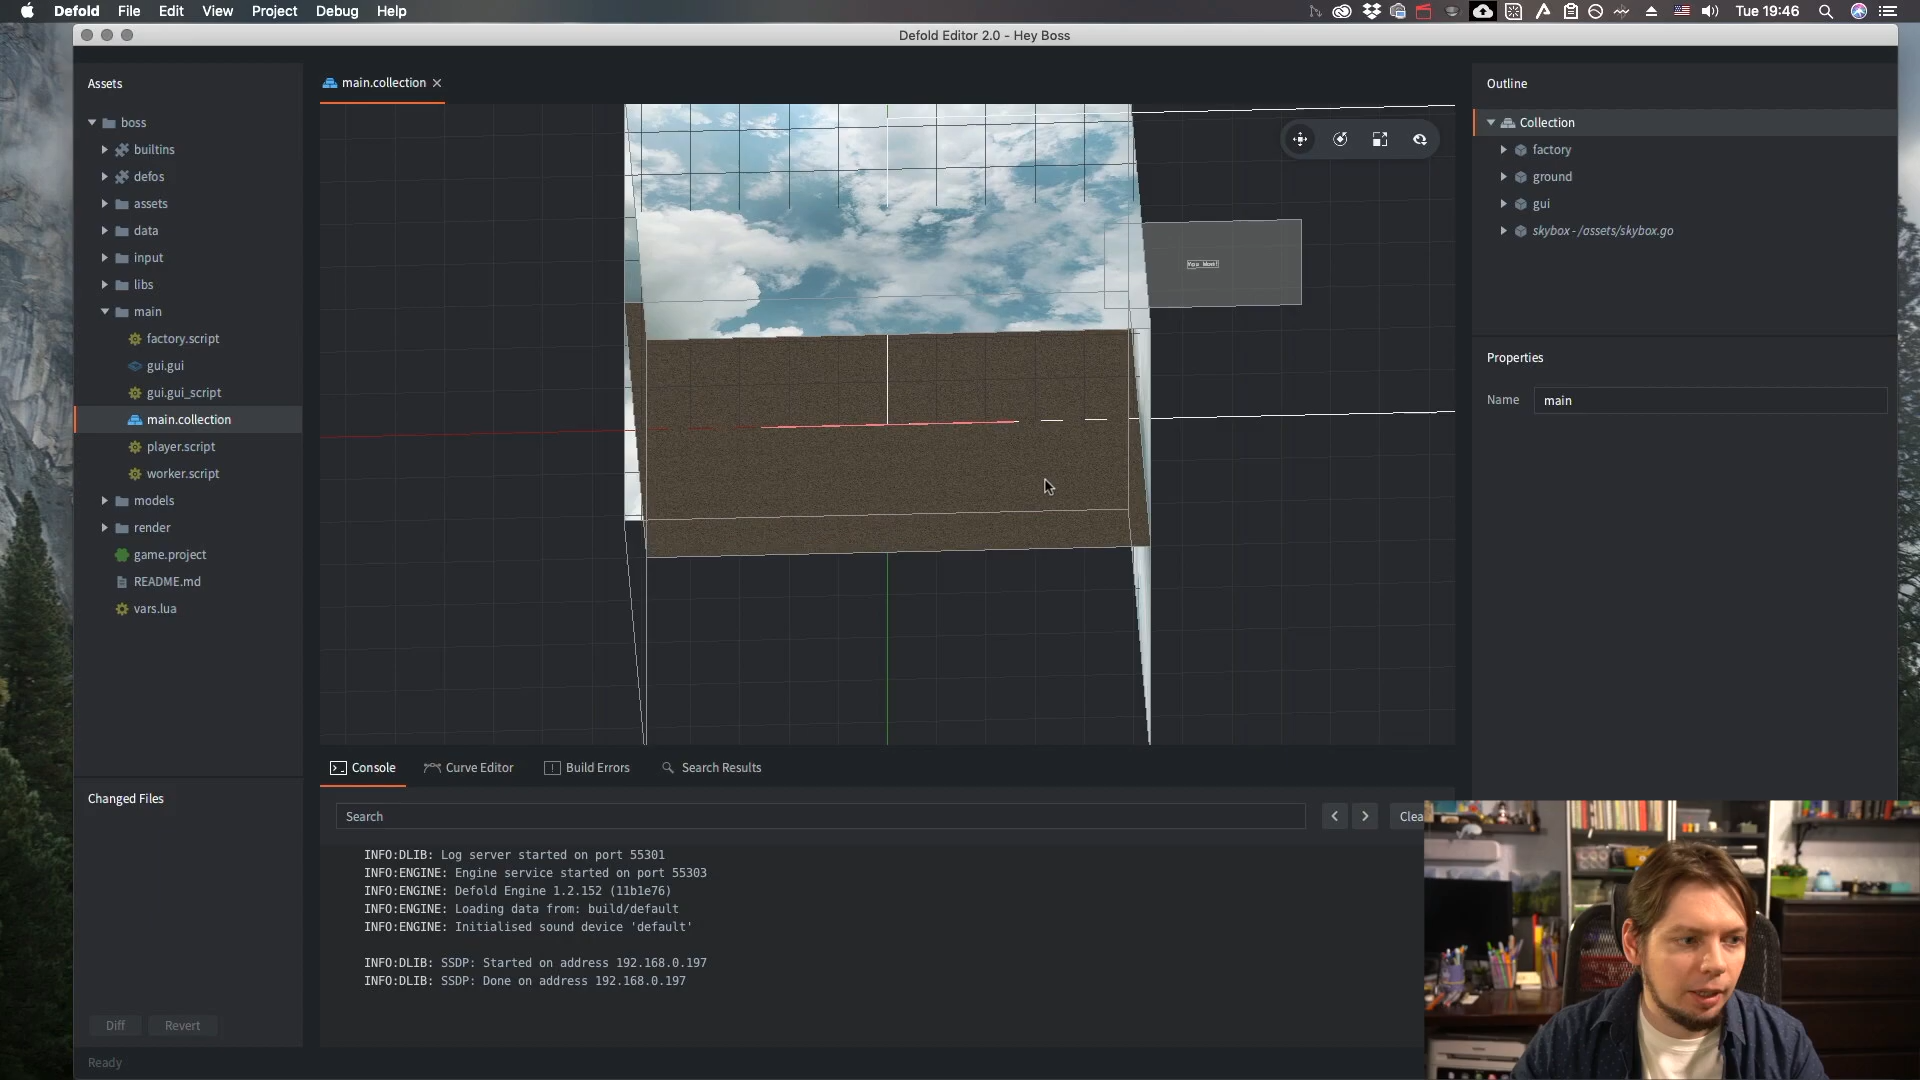 Defold File Edit View Project Debug Help
Tue 19:46
Defold Editor 2.0 - Hey Boss
Assets
boss
builtins
defos
assets
data
input
libs
main
factory.script
gui.gui
gui.gui_script
main.collection
player.script
worker.script
models
render
game.project
README.md
vars.lua
Changed Files
Diff Revert
Ready
main.collection
You Won!
Console Curve Editor Build Errors Search Results
Search
Clea
INFO:DLIB: Log server started on port 55301
INFO:ENGINE: Engine service started on port 55303
INFO:ENGINE: Defold Engine 1.2.152 (11b1e76)
INFO:ENGINE: Loading data from: build/default
INFO:ENGINE: Initialised sound device 'default'
INFO:DLIB: SSDP: Started on address 192.168.0.197
INFO:DLIB: SSDP: Done on address 192.168.0.197
Outline
Collection
factory
ground
gui
skybox - /assets/skybox.go
Properties
Name main